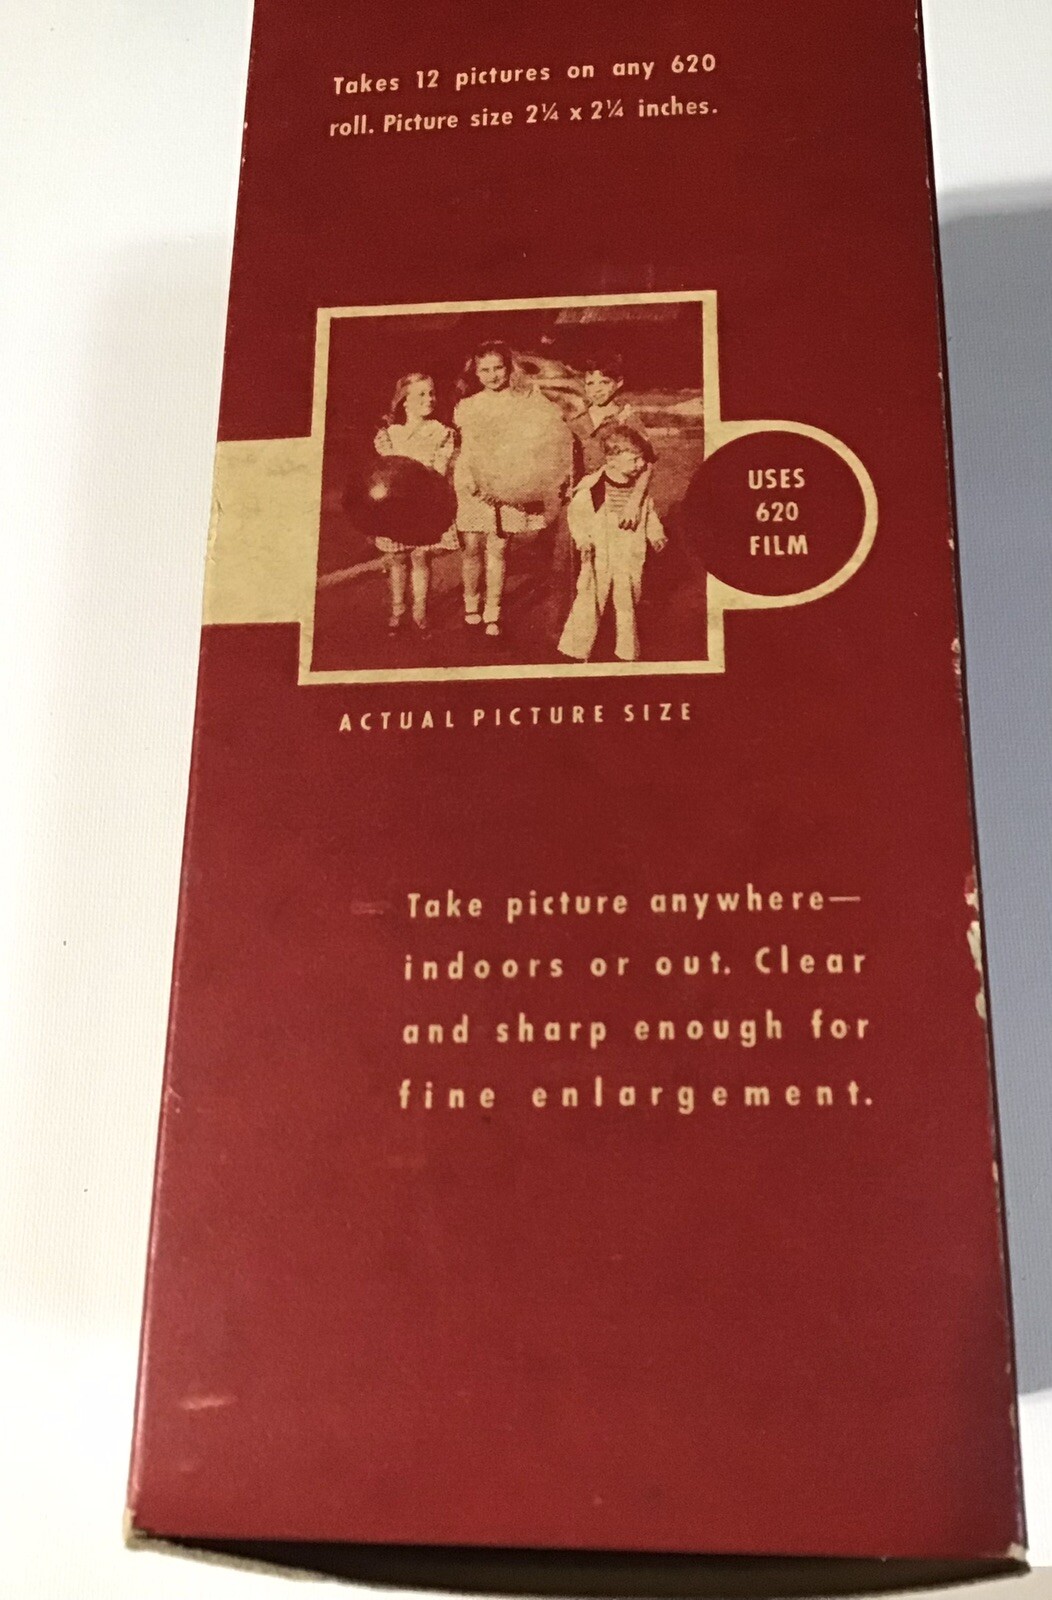 Takes 12 pictures on any 620
roll. Picture size 2¼ x 2¼ inches.
USES
620
FILM
ACTUAL PICTURE SIZE
Take picture anywhere—
indoors or out. Clear
and sharp enough for
fine enlargement.